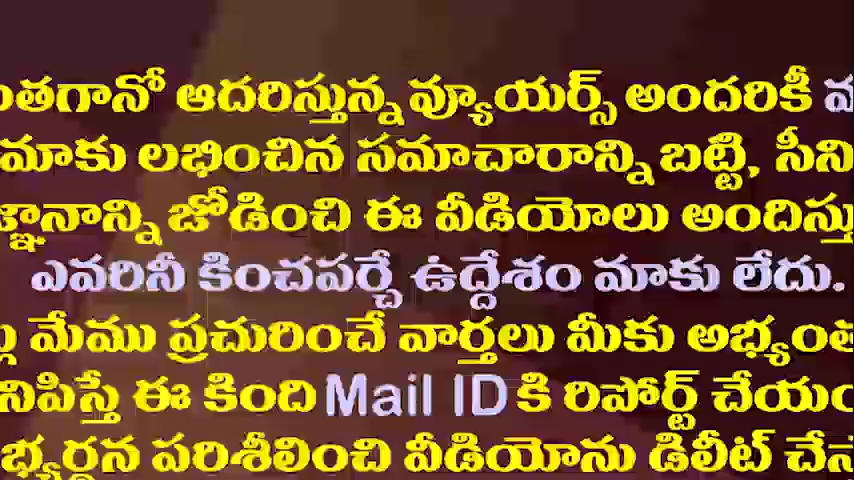 ఆదరిస్తున్న వ్యూయర్స్ అందరికీ
మాకు లభించిన సమాచారాన్ని బట్టి,
జోడించి ఈ వీడియోలు
ఎవరినీ కించపర్చే ఉద్దేశం మాకు లేదు.
మేము ప్రచురించే వార్తలు మీకు
ఈ కింది Mail ID కి రిపోర్ట్
పరిశీలించి వీడియోను డిలీట్